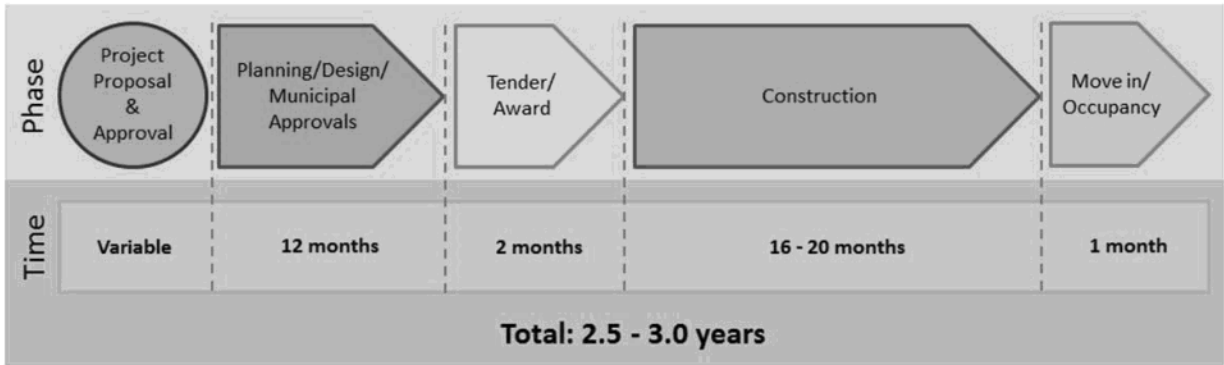 Phase
Project
Proposal
&
Approval
Planning/Design/
Municipal
Approvals
Tender/
Award
Construction
Move in/
Occupancy
Time
Variable
12 months
2 months
16 - 20 months
1 month
Total: 2.5 - 3.0 years